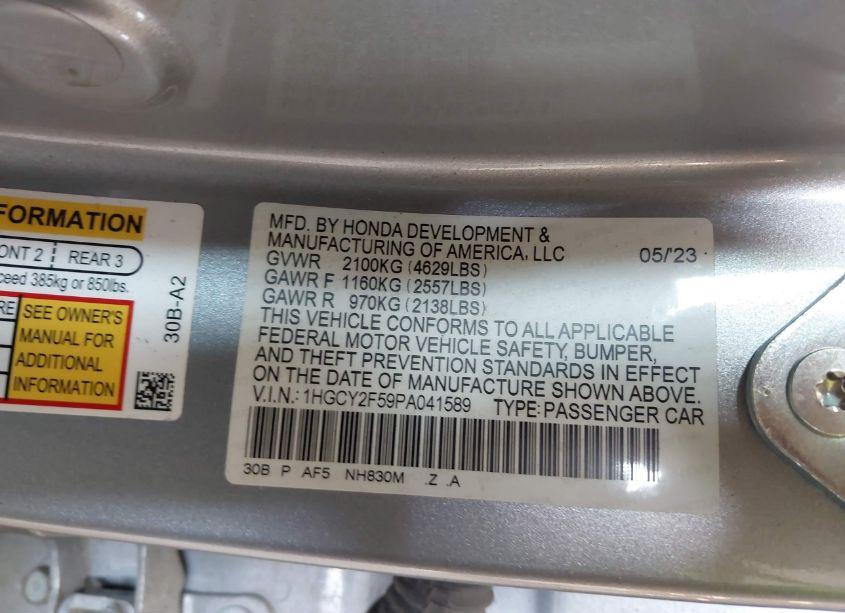 FORMATION
ONT 2 REAR 3
ceed 385kg or 850lbs.
RE
SEE OWNER'S
MANUAL FOR
ADDITIONAL
INFORMATION
30B-A2
MFD. BY HONDA DEVELOPMENT &
MANUFACTURING OF AMERICA, LLC 05/'23
GVWR 2100KG (4629LBS)
GAWR F 1160KG (2557LBS)
GAWR R 970KG (2138LBS)
THIS VEHICLE CONFORMS TO ALL APPLICABLE
FEDERAL MOTOR VEHICLE SAFETY, BUMPER,
AND THEFT PREVENTION STANDARDS IN EFFECT
ON THE DATE OF MANUFACTURE SHOWN ABOVE.
V.I.N.: 1HGCY2F59PA041589 TYPE: PASSENGER CAR
30B P AF5 NH830M .Z .A